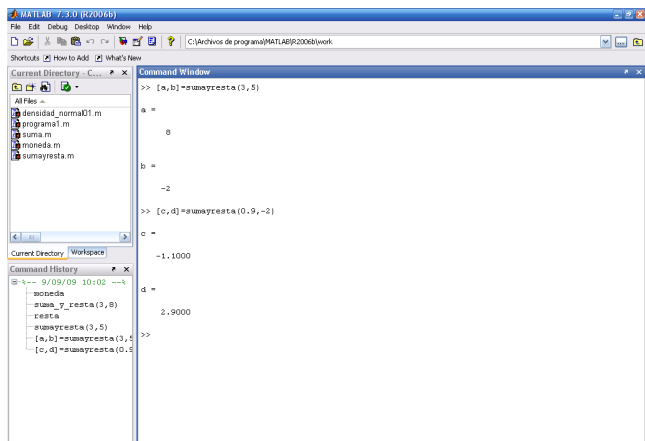 MATLAB 7.3.0 (R2006b)
File Edit Debug Desktop Window Help
C:\Archivos de programa\MATLAB\R2006b\work
Shortcuts How to Add What's New
Current Directory - C...
All Files
densidad_normal01.m
programa1.m
suma.m
moneda.m
sumayresta.m
Current Directory Workspace
Command History
%-- 9/09/09 10:02 --%
moneda
suma_y_resta(3,8)
resta
sumayresta(3,5)
[a,b]=sumayresta(3,5
[c,d]=sumayresta(0.9
Command Window
>> [a,b]=sumayresta(3,5)
a =
8
b =
-2
>> [c,d]=sumayresta(0.9,-2)
c =
-1.1000
d =
2.9000
>>